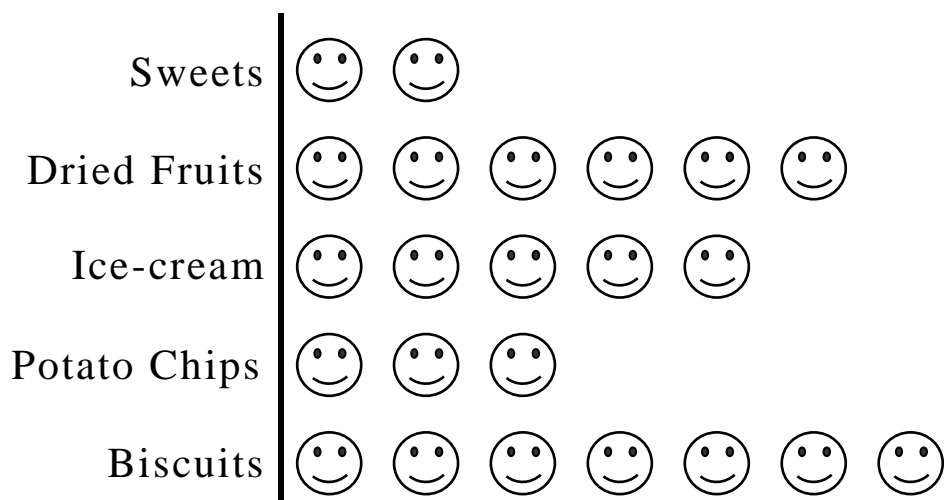 Sweets
Dried Fruits
Ice-cream
Potato Chips
Biscuits